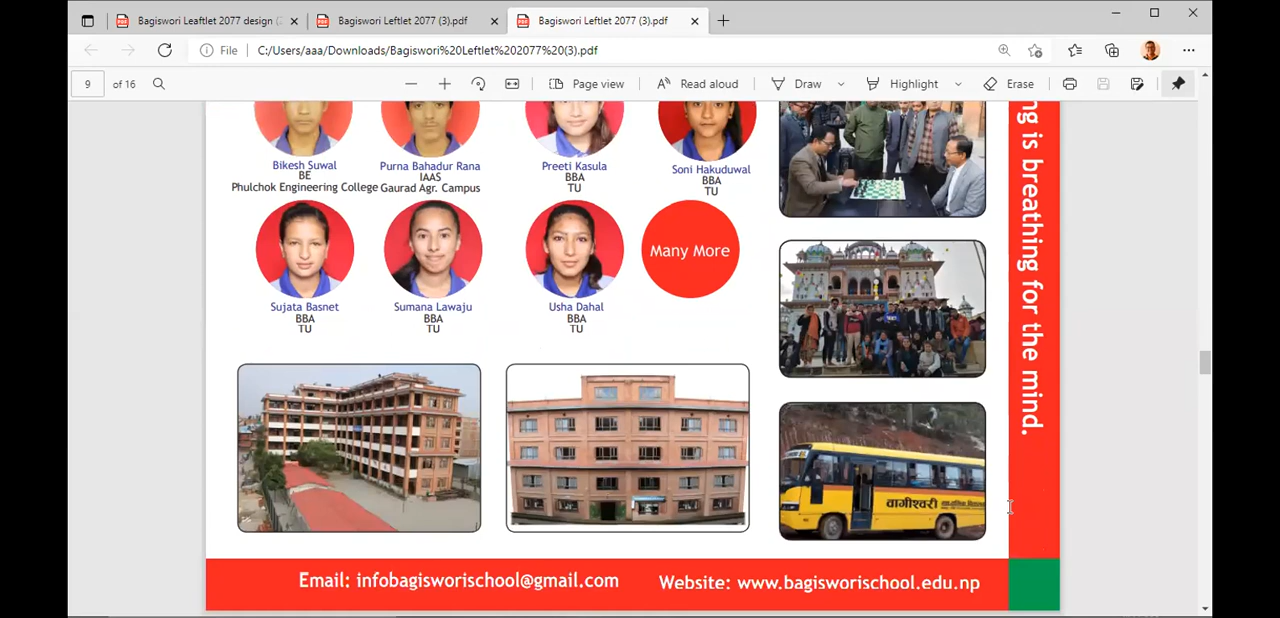 Bagiswori Leaftlet 2077 design (
Bagiswori Leftlet 2077 (3).pdf
Bagiswori Leftlet 2077 (3).pdf
File
C:/Users/aaa/Downloads/Bagiswori%20Leftlet%202077%20(3).pdf
9 of 16
Page view
Read aloud
Draw
Highlight
Erase
Bikesh Suwal
BE
Phulchok Engineering College
Purna Bahadur Rana
IAAS
Gaurad Agr. Campus
Preeti Kasula
BBA
TU
Soni Hakuduwal
BBA
TU
Sujata Basnet
BBA
TU
Sumana Lawaju
BBA
TU
Usha Dahal
BBA
TU
Many More
ng is breathing for the mind.
वागीश्वरी
Email: infobagisworischool@gmail.com
Website: www.bagisworischool.edu.np